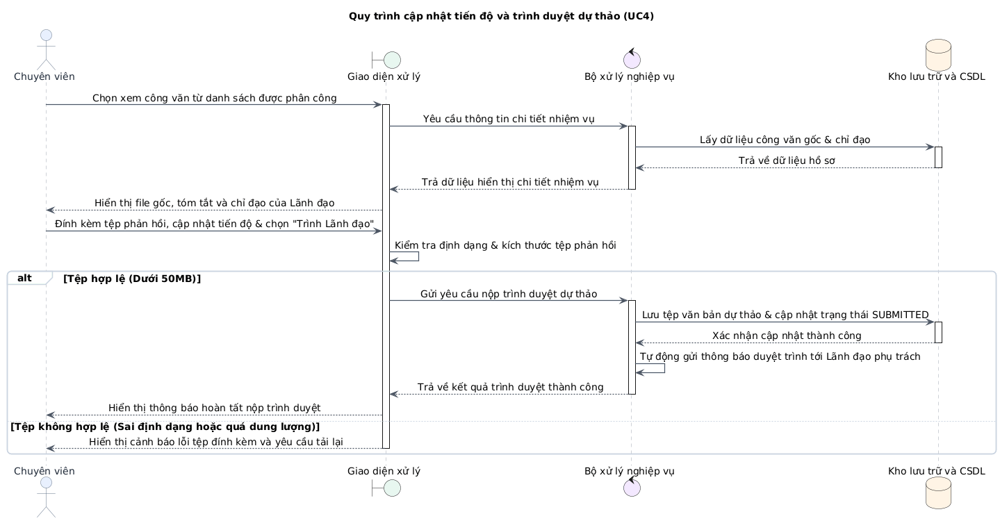 Quy trình cập nhật tiến độ và trình duyệt dự thảo (UC4)
Chuyên viên
Giao diện xử lý
Bộ xử lý nghiệp vụ
Kho lưu trữ và CSDL
Chọn xem công văn từ danh sách được phân công
Yêu cầu thông tin chi tiết nhiệm vụ
Lấy dữ liệu công văn gốc & chỉ đạo
Trả về dữ liệu hồ sơ
Trả dữ liệu hiển thị chi tiết nhiệm vụ
Hiển thị file gốc, tóm tắt và chỉ đạo của Lãnh đạo
Đính kèm tệp phản hồi, cập nhật tiến độ & chọn "Trình Lãnh đạo"
Kiểm tra định dạng & kích thước tệp phản hồi
alt
[Tệp hợp lệ (Dưới 50MB)]
Gửi yêu cầu nộp trình duyệt dự thảo
Lưu tệp văn bản dự thảo & cập nhật trạng thái SUBMITTED
Xác nhận cập nhật thành công
Tự động gửi thông báo duyệt trình tới Lãnh đạo phụ trách
Trả về kết quả trình duyệt thành công
Hiển thị thông báo hoàn tất nộp trình duyệt
[Tệp không hợp lệ (Sai định dạng hoặc quá dung lượng)]
Hiển thị cảnh báo lỗi tệp đính kèm và yêu cầu tải lại
Chuyên viên
Giao diện xử lý
Bộ xử lý nghiệp vụ
Kho lưu trữ và CSDL